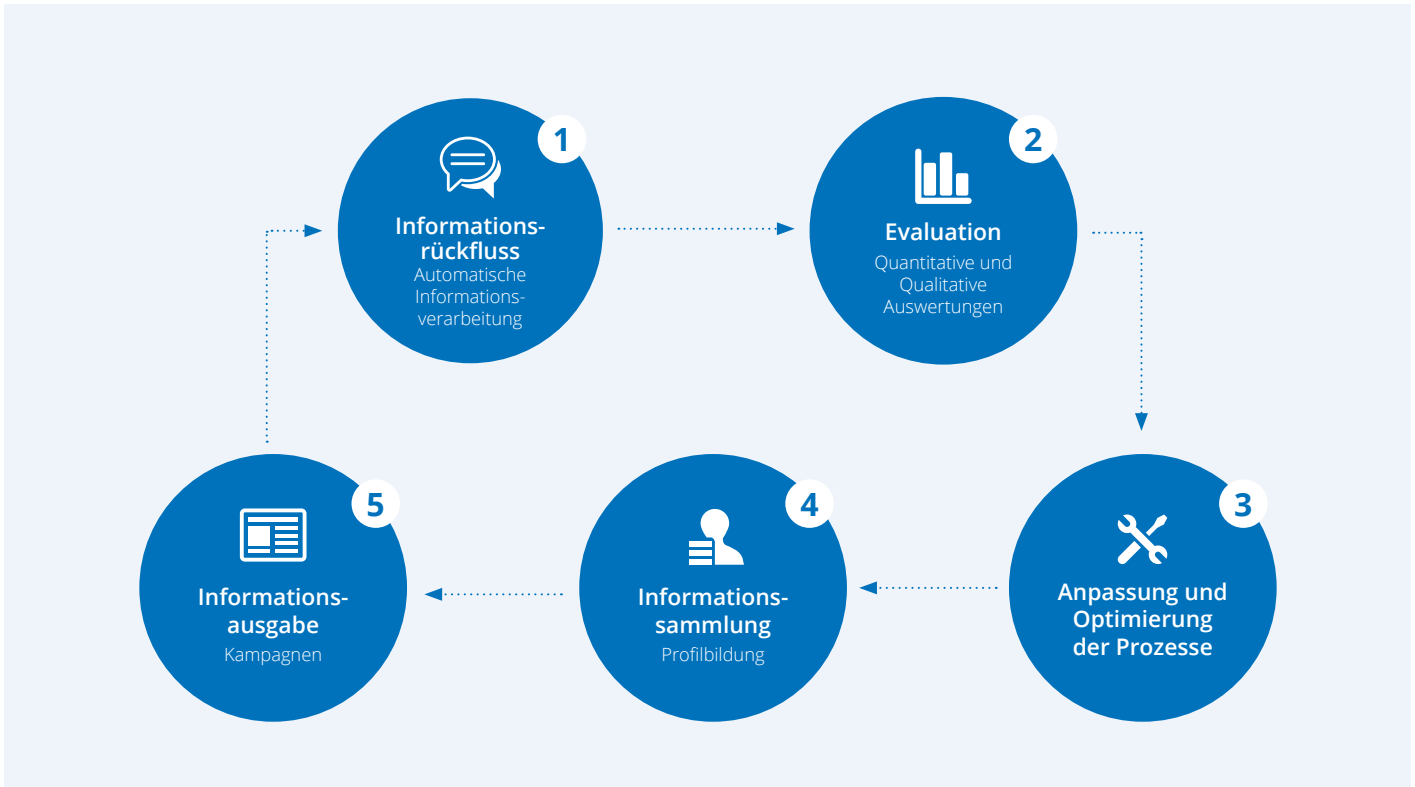 1
Informations-
rückfluss
Automatische
Informations-
verarbeitung
2
Evaluation
Quantitative und
Qualitative
Auswertungen
3
Anpassung und
Optimierung
der Prozesse
4
Informations-
sammlung
Profilbildung
5
Informations-
ausgabe
Kampagnen